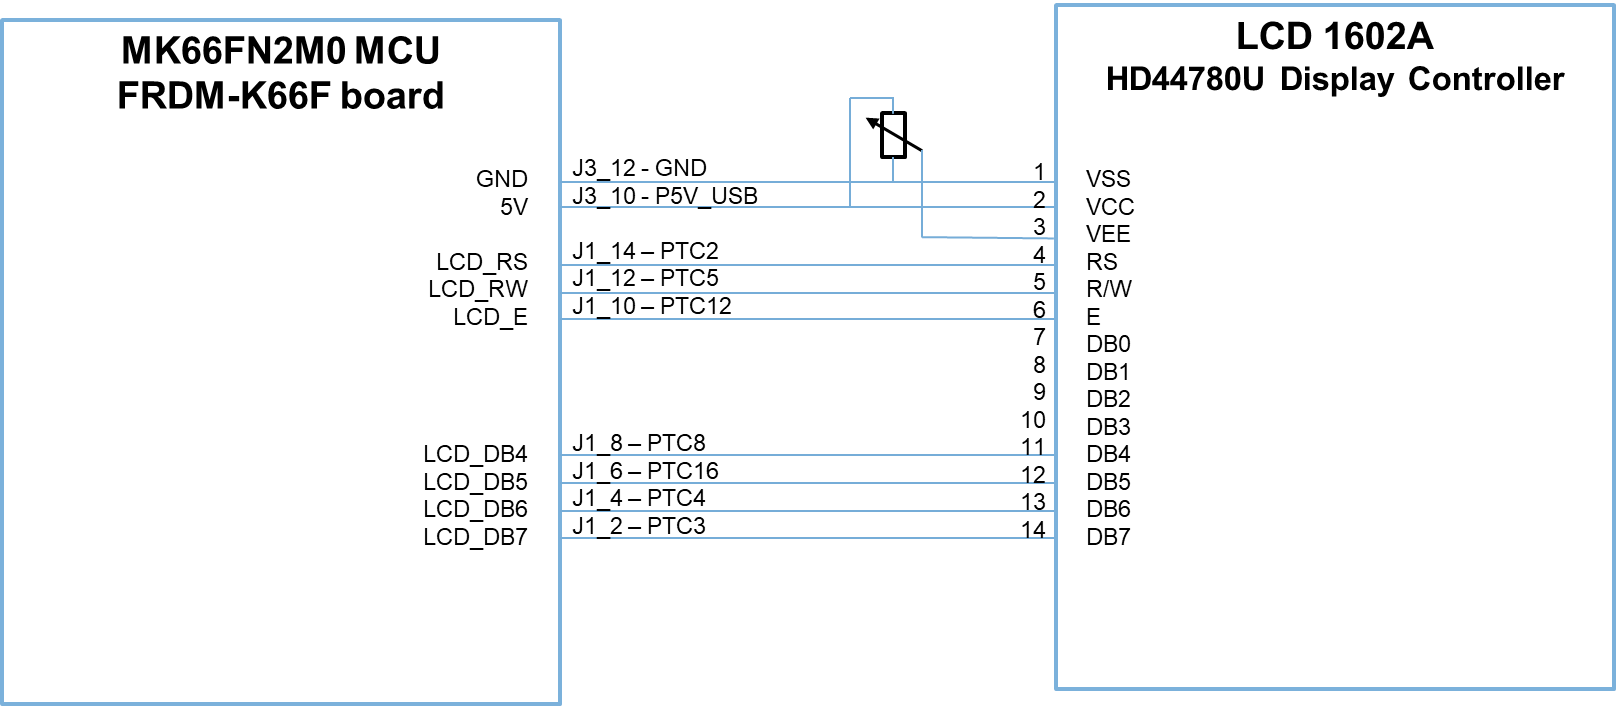 MK66FN2M0 MCU
FRDM-K66F board
LCD 1602A
HD44780U Display Controller
GND J3_12 - GND 1 VSS
5V J3_10 - P5V_USB 2 VCC
3 VEE
LCD_RS J1_14 – PTC2 4 RS
LCD_RW J1_12 – PTC5 5 R/W
LCD_E J1_10 – PTC12 6 E
7 DB0
8 DB1
9 DB2
10 DB3
LCD_DB4 J1_8 – PTC8 11 DB4
LCD_DB5 J1_6 – PTC16 12 DB5
LCD_DB6 J1_4 – PTC4 13 DB6
LCD_DB7 J1_2 – PTC3 14 DB7